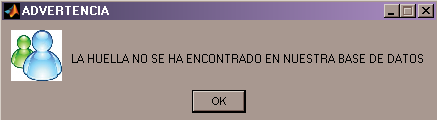 ADVERTENCIA
LA HUELLA NO SE HA ENCONTRADO EN NUESTRA BASE DE DATOS
OK